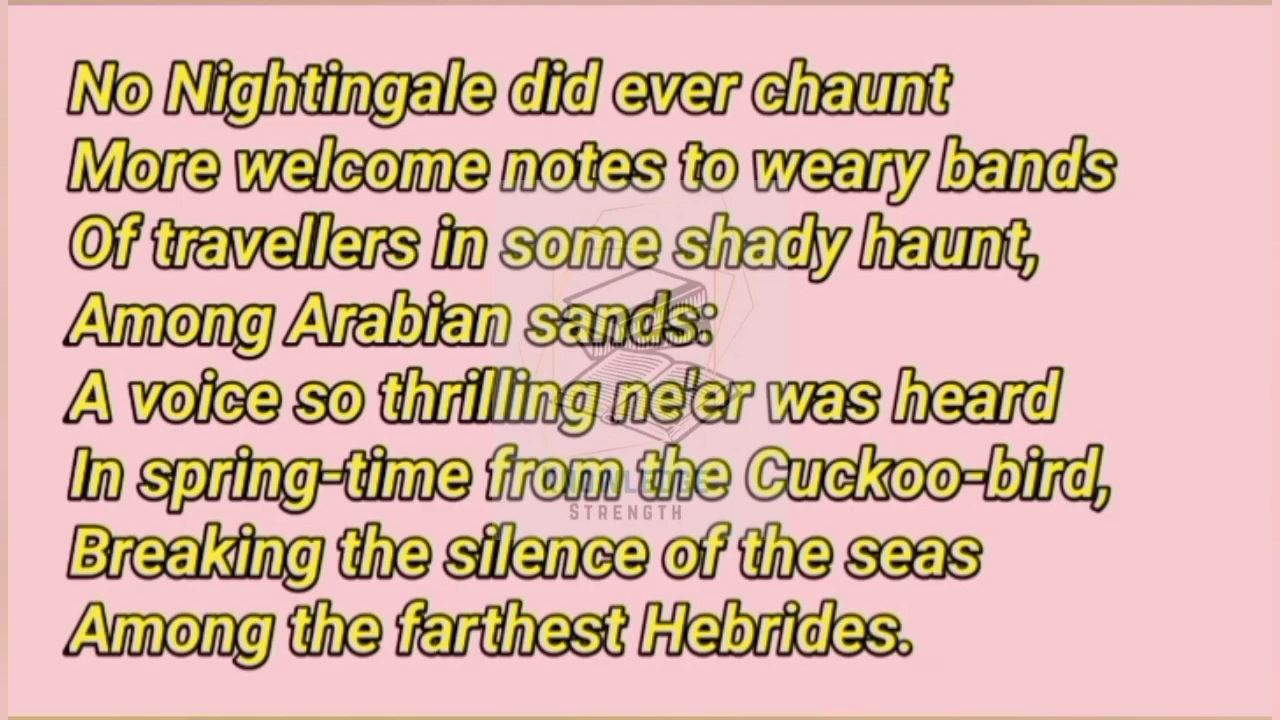 No Nightingale did ever chaunt
More welcome notes to weary bands
Of travellers in some shady haunt,
Among Arabian sands:
A voice so thrilling ne'er was heard
In spring-time from the Cuckoo-bird,
Breaking the silence of the seas
Among the farthest Hebrides.
KNOWLEDGE
STRENGTH